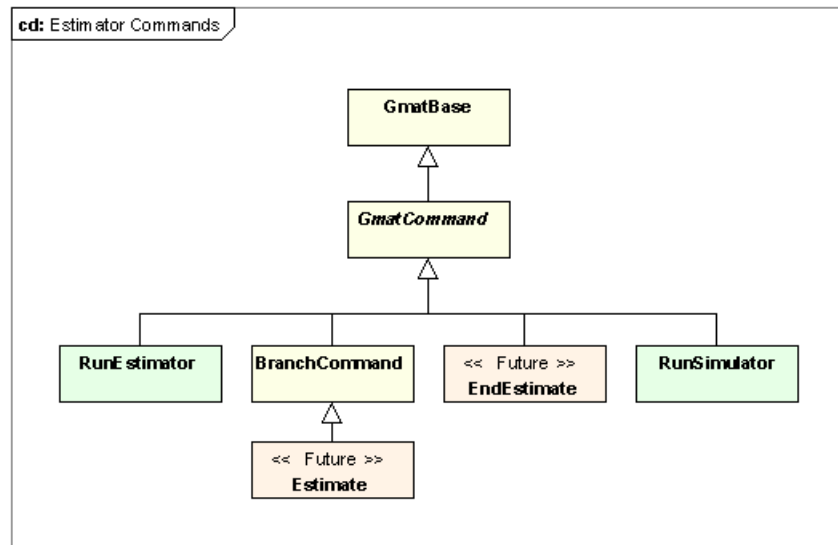 cd: Estimator Commands
GmatBase
GmatCommand
RunEstimator
BranchCommand
<< Future >>
EndEstimate
RunSimulator
<< Future >>
Estimate